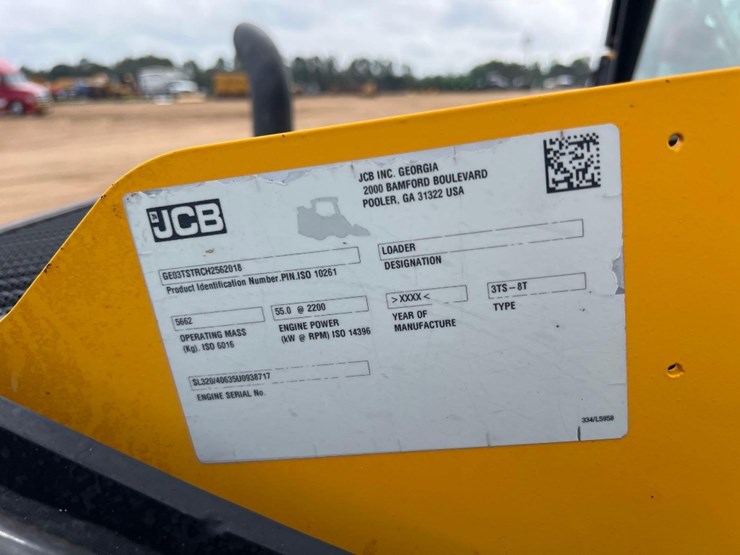 JCB
JCB INC. GEORGIA
2000 BAMFORD BOULEVARD
POOLER, GA 31322 USA
GE03TSTRCH2562018
Product Identification Number.PIN.ISO 10261
LOADER
DESIGNATION
5662
OPERATING MASS
(Kg). ISO 6016
55.0 @ 2200
ENGINE POWER
(kW @ RPM) ISO 14396
>XXXX<
YEAR OF
MANUFACTURE
3TS-8T
TYPE
SL320/40635U0938717
ENGINE SERIAL No.
334/L5958